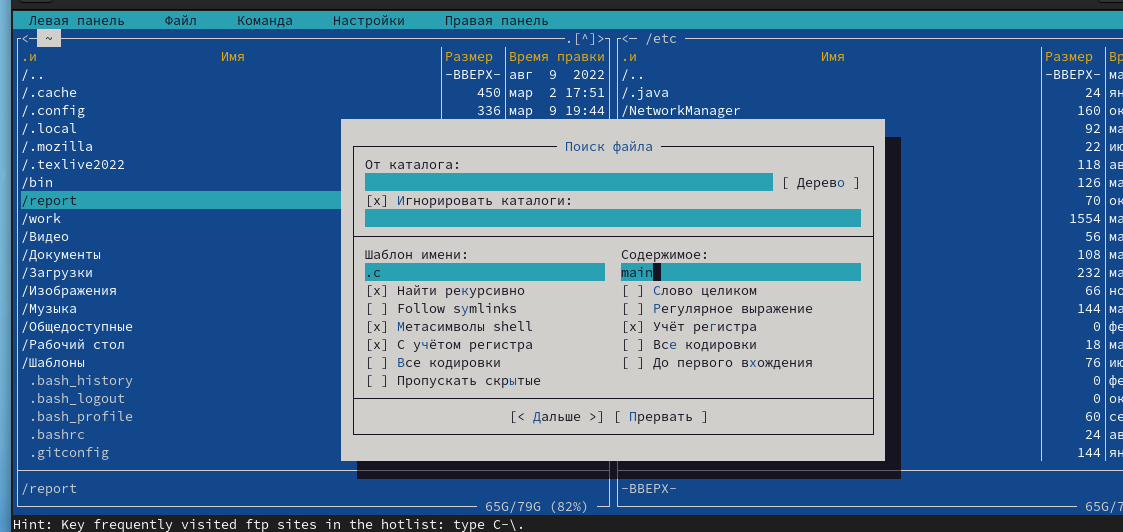 Левая панель Файл Команда Настройки Правая панель
<─ ~ .[^]> <─ /etc
.и Имя Размер Время правки .и Имя Размер
/.. -ВВЕРХ- авг 9 2022 /.. -ВВЕРХ-
/.cache 450 мар 2 17:51 /.java 24
/.config 336 мар 9 19:44 /NetworkManager 160
/.local 92
/.mozilla Поиск файла 22
/.texlive2022 От каталога: 118
/bin [ Дерево ] 126
/report [x] Игнорировать каталоги: 70
/work 1554
/Видео 56
/Документы Шаблон имени: Содержимое: 108
/Загрузки .c main 232
/Изображения [x] Найти рекурсивно [ ] Слово целиком 66
/Музыка [ ] Follow symlinks [ ] Регулярное выражение 144
/Общедоступные [x] Метасимволы shell [x] Учёт регистра 0
/Рабочий стол [x] С учётом регистра [ ] Все кодировки 18
/Шаблоны [ ] Все кодировки [ ] До первого вхождения 76
.bash_history [ ] Пропускать скрытые 0
.bash_logout 0
.bash_profile [< Дальше >] [ Прервать ] 60
.bashrc 24
.gitconfig 144
/report -ВВЕРХ-
65G/79G (82%)
Hint: Key frequently visited ftp sites in the hotlist: type C-\.